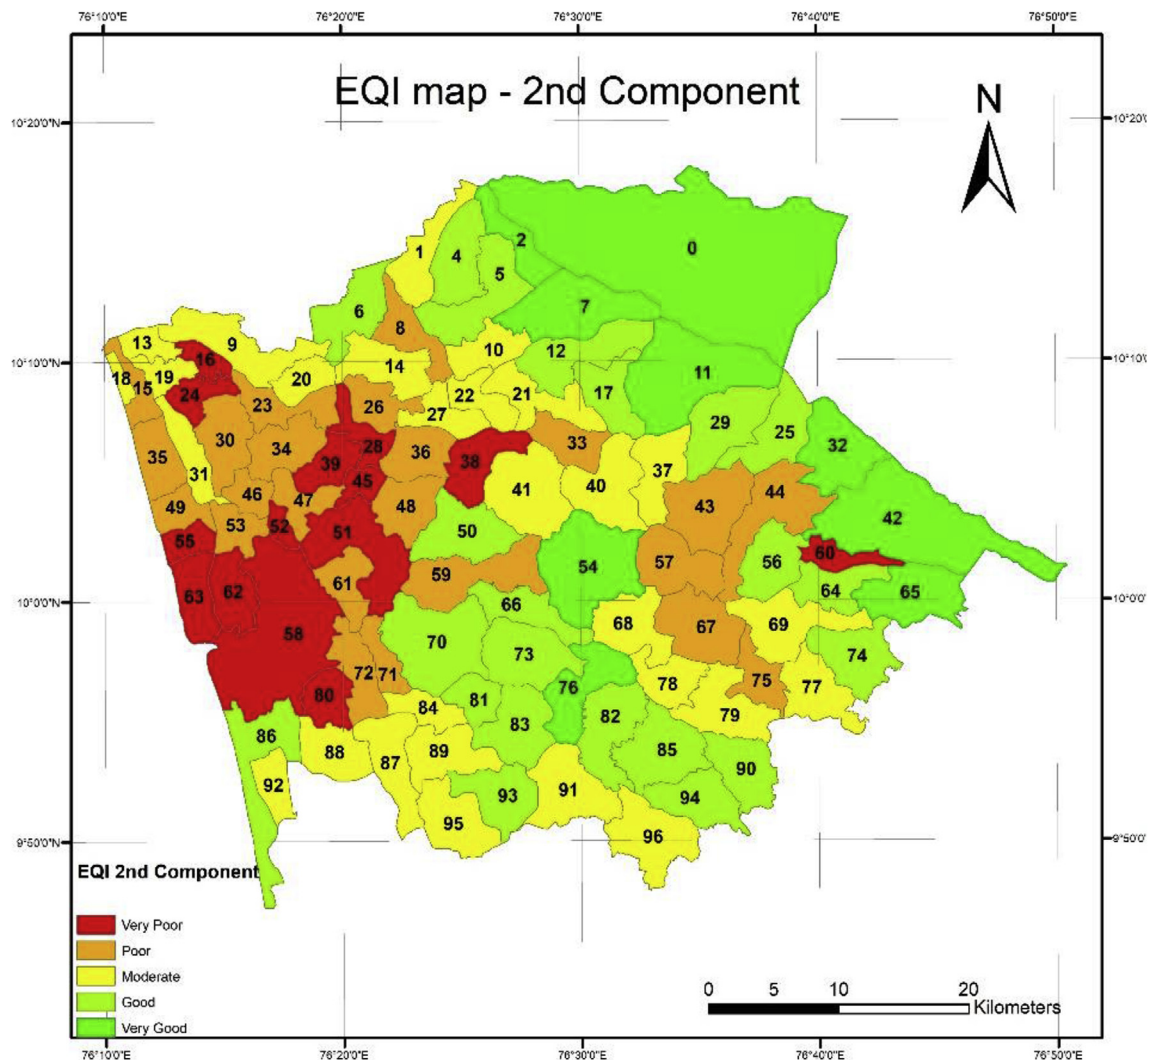 76°10'0"E 76°20'0"E 76°30'0"E 76°40'0"E 76°50'0"E
EQI map - 2nd Component
N
10°20'0"N 10°20'0"N
2 0
1 4 5
6 7
8
13 9 10 12
10°10'0"N 10°10'0"N
16 14 11
18 19 20 22 21 17
15 24 23 26 27 29 25
30 34 28 36 33 32
35 31 39 38 37
46 45 41 40
49 47 48 43 44 42
53 52 51 50
55 57 56 60
61 59 54 64 65
63 62 66
10°0'0"N 10°0'0"N
58 70 68 67 69
73 74
72 71 76 78 75 77
80 84 81 82 79
86 83
88 87 89 85 90
92 93 91 94
95 96
9°50'0"N 9°50'0"N
EQI 2nd Component
Very Poor
Poor
Moderate
Good
Very Good
0 5 10 20
Kilometers
76°10'0"E 76°20'0"E 76°30'0"E 76°40'0"E 76°50'0"E